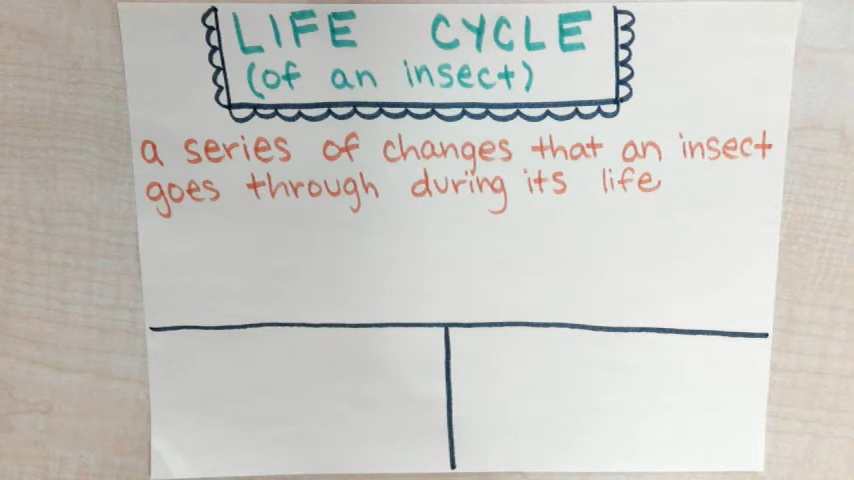 LIFE CYCLE
(of an insect)
a series of changes that an insect
goes through during its life